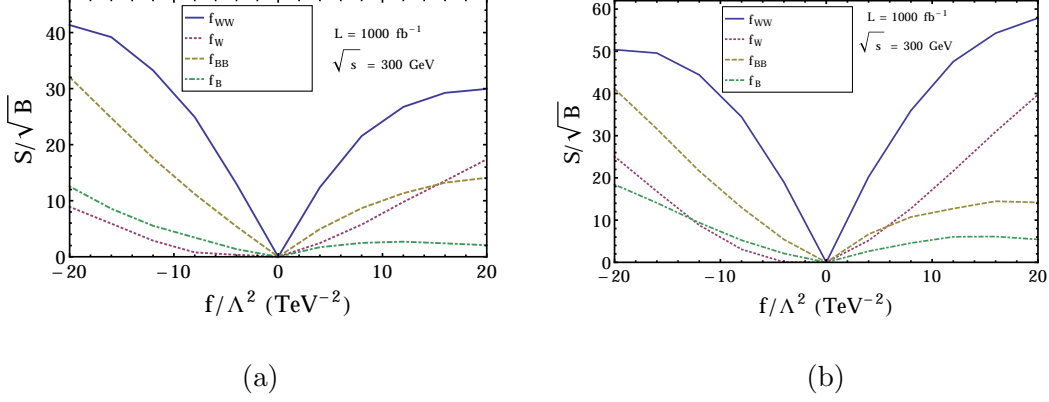 f_WW
f_W
f_BB
f_B
L = 1000 fb⁻¹
√s = 300 GeV
40
30
20
10
0
S/√B
-20
-10
0
10
20
f/Λ² (TeV⁻²)
(a)
f_WW
f_W
f_BB
f_B
L = 1000 fb⁻¹
√s = 300 GeV
60
50
40
30
20
10
0
S/√B
-20
-10
0
10
20
f/Λ² (TeV⁻²)
(b)